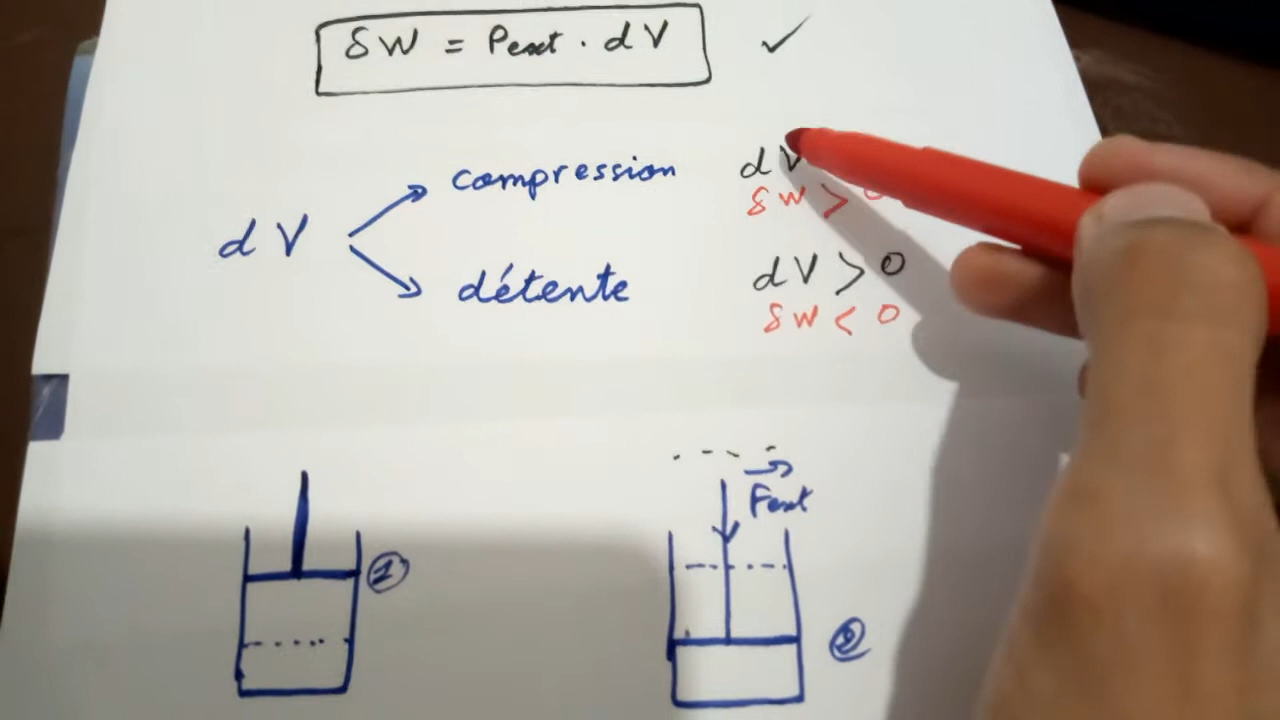 δW = Pext . dV
compression dV
δW >
dV
détente dV > 0
δW < 0
Fext
1
2